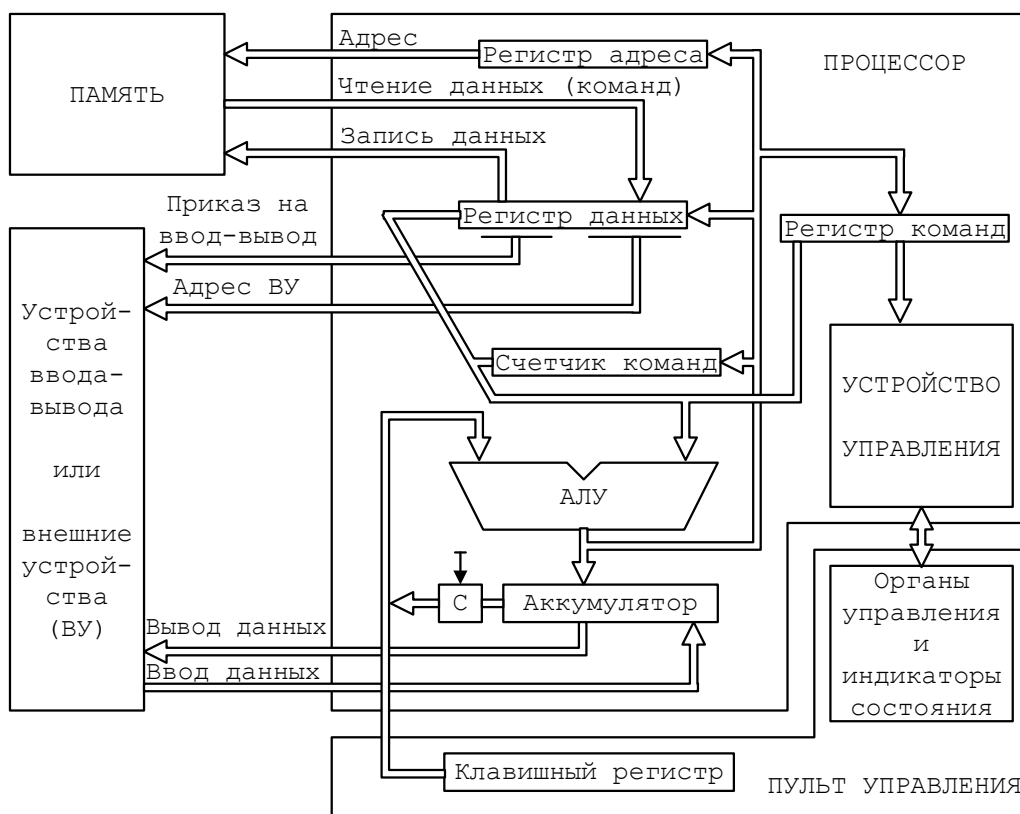 Адрес
Регистр адреса
ПРОЦЕССОР
ПАМЯТЬ
Чтение данных (команд)
Запись данных
Приказ на
ввод-вывод
Регистр данных
Регистр команд
Адрес ВУ
Устрой-
ства
ввода-
вывода
или
внешние
устрой-
ства
(ВУ)
Счетчик команд
УСТРОЙСТВО
УПРАВЛЕНИЯ
АЛУ
С
Аккумулятор
Органы
управления
и
индикаторы
состояния
Вывод данных
Ввод данных
Клавишный регистр
ПУЛЬТ УПРАВЛЕНИЯ